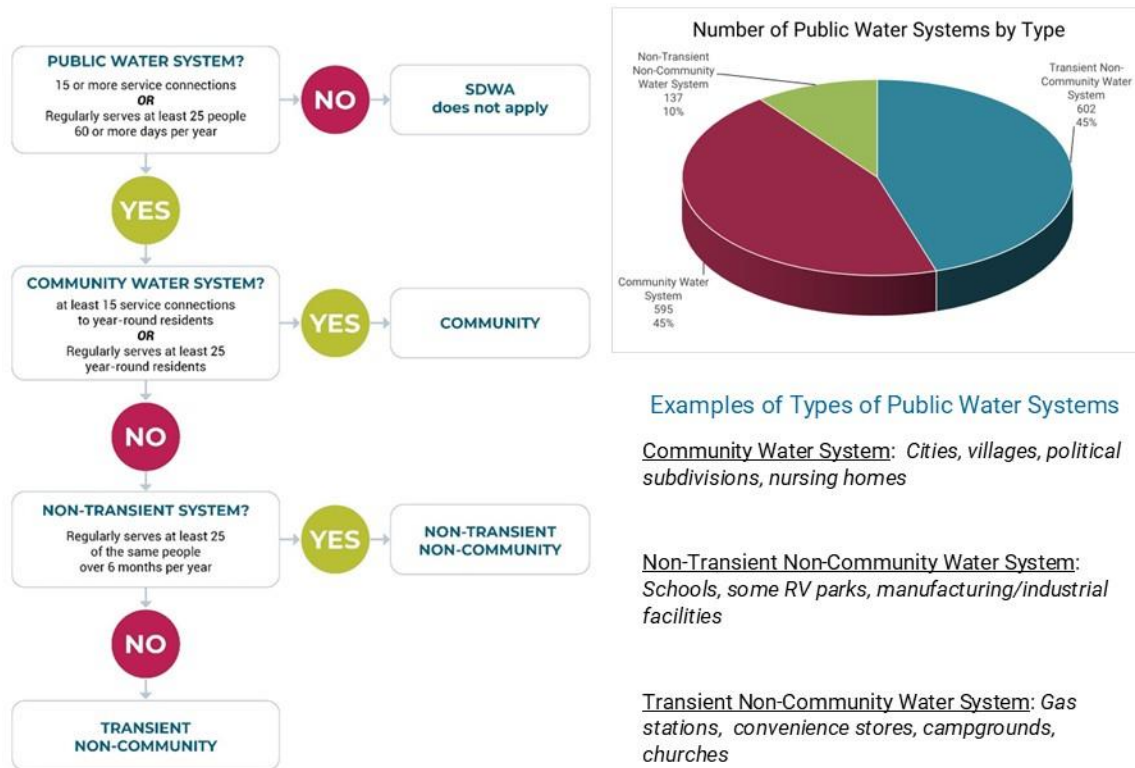 PUBLIC WATER SYSTEM?
15 or more service connections
OR
Regularly serves at least 25 people
60 or more days per year
NO
SDWA
does not apply
YES
COMMUNITY WATER SYSTEM?
at least 15 service connections
to year-round residents
OR
Regularly serves at least 25
year-round residents
YES
COMMUNITY
NO
NON-TRANSIENT SYSTEM?
Regularly serves at least 25
of the same people
over 6 months per year
YES
NON-TRANSIENT
NON-COMMUNITY
NO
TRANSIENT
NON-COMMUNITY
Number of Public Water Systems by Type
Non-Transient
Non-Community
Water System
137
10%
Transient Non-
Community Water
System
602
45%
Community Water
System
595
45%
Examples of Types of Public Water Systems
Community Water System: Cities, villages, political
subdivisions, nursing homes
Non-Transient Non-Community Water System:
Schools, some RV parks, manufacturing/industrial
facilities
Transient Non-Community Water System: Gas
stations, convenience stores, campgrounds,
churches